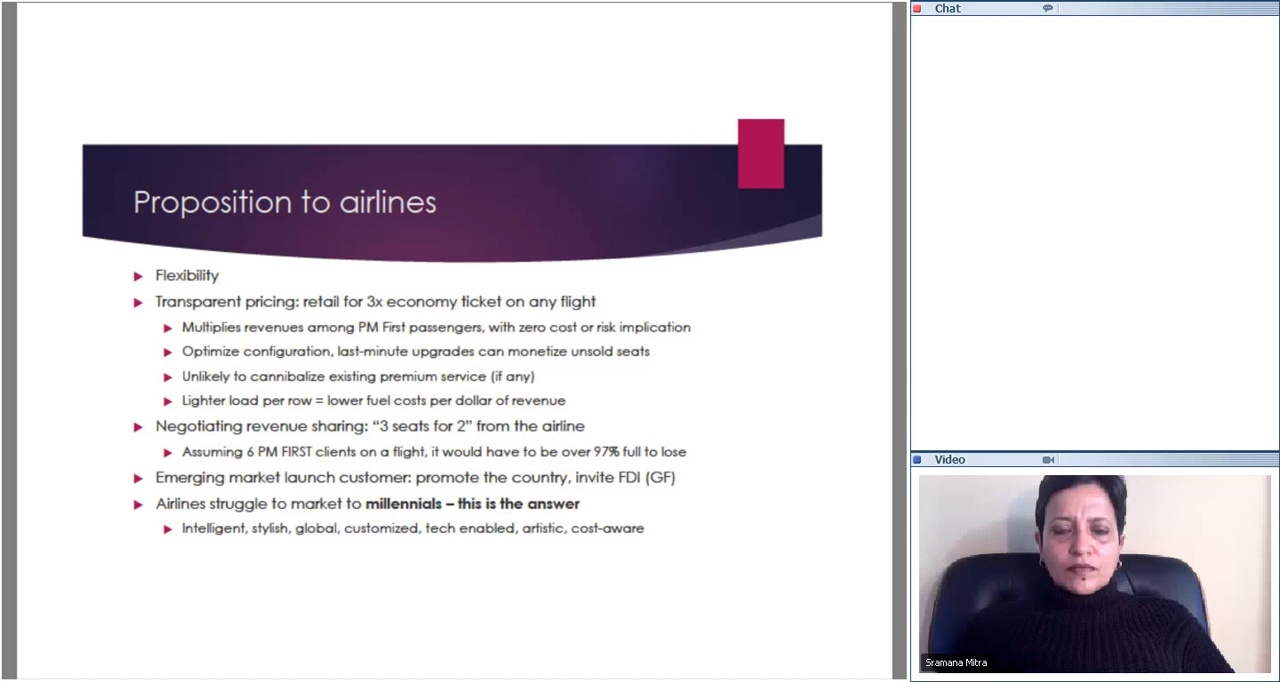 Proposition to airlines
Flexibility
Transparent pricing: retail for 3x economy ticket on any flight
Multiplies revenues among PM First passengers, with zero cost or risk implication
Optimize configuration, last-minute upgrades can monetize unsold seats
Unlikely to cannibalize existing premium service (if any)
Lighter load per row = lower fuel costs per dollar of revenue
Negotiating revenue sharing: “3 seats for 2” from the airline
Assuming 6 PM FIRST clients on a flight, it would have to be over 97% full to lose
Emerging market launch customer: promote the country, invite FDI (GF)
Airlines struggle to market to millennials – this is the answer
Intelligent, stylish, global, customized, tech enabled, artistic, cost-aware
Chat
Video
Sramana Mitra